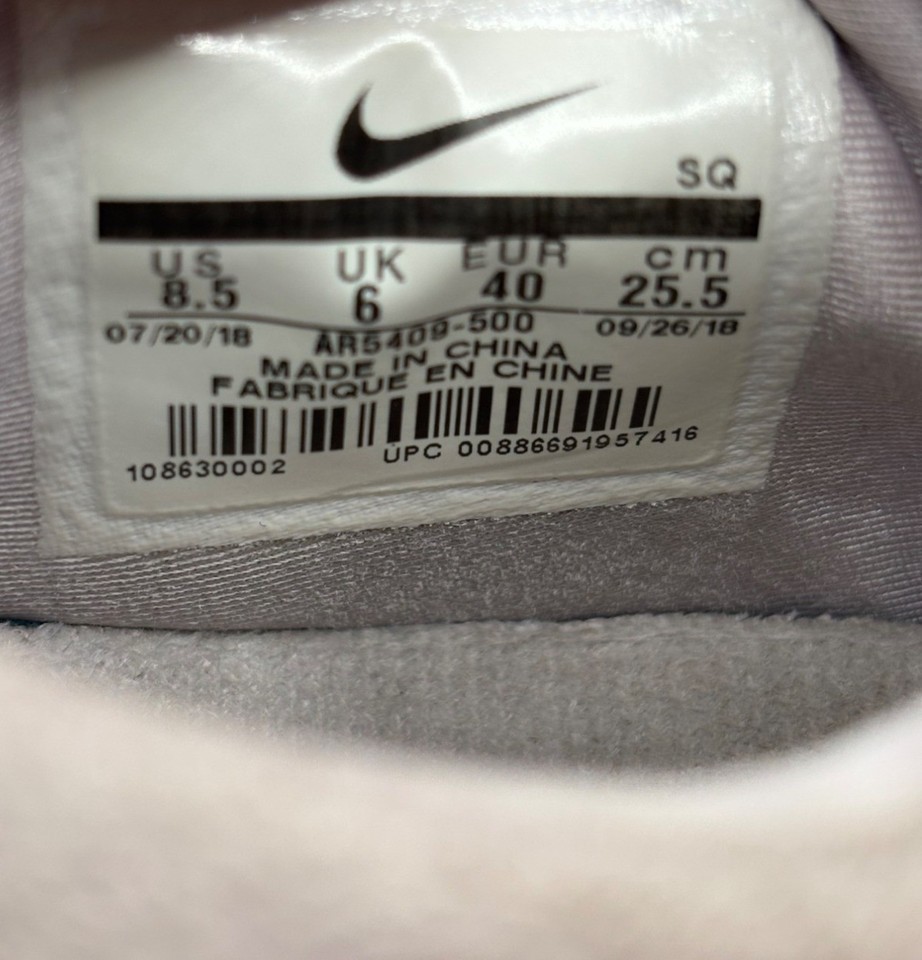 SQ
US UK EUR cm
8.5 6 40 25.5
07/20/18 AR5409-500 09/26/18
MADE IN CHINA
FABRIQUE EN CHINE
108630002 UPC 00886691957416